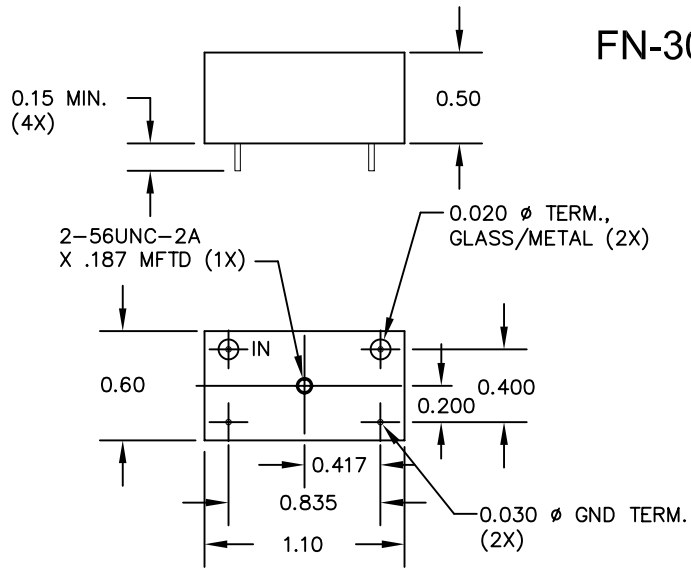 FN-30
0.15 MIN.
(4X)
0.50
2-56UNC-2A
X .187 MFTD (1X)
0.020 ø TERM.,
GLASS/METAL (2X)
IN
0.60
0.400
0.200
0.417
0.835
0.030 ø GND TERM.
(2X)
1.10